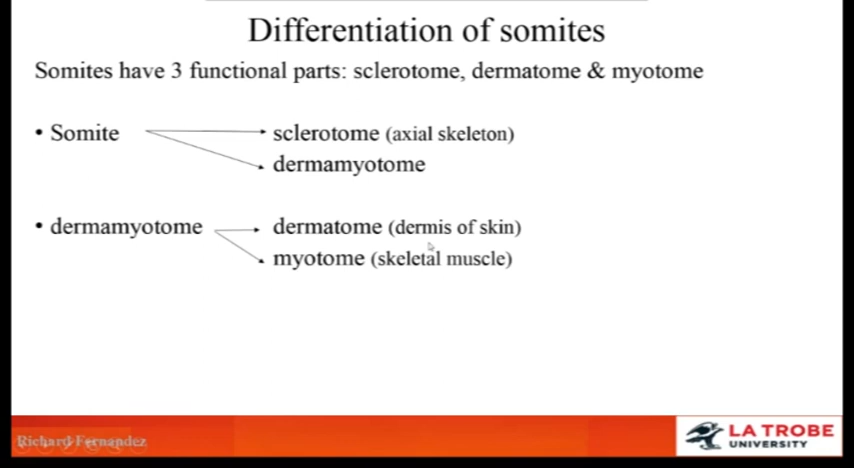 Differentiation of somites
Somites have 3 functional parts: sclerotome, dermatome & myotome
• Somite sclerotome (axial skeleton)
dermamyotome
• dermamyotome dermatome (dermis of skin)
myotome (skeletal muscle)
Richard Fernandez
LA TROBE
UNIVERSITY